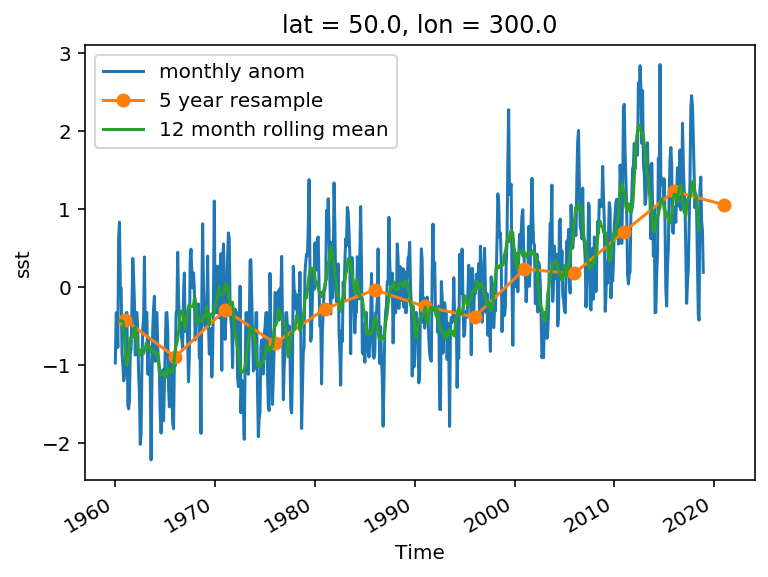 lat = 50.0, lon = 300.0
monthly anom
5 year resample
12 month rolling mean
sst
3
2
1
0
−1
−2
1960
1970
1980
1990
2000
2010
2020
Time